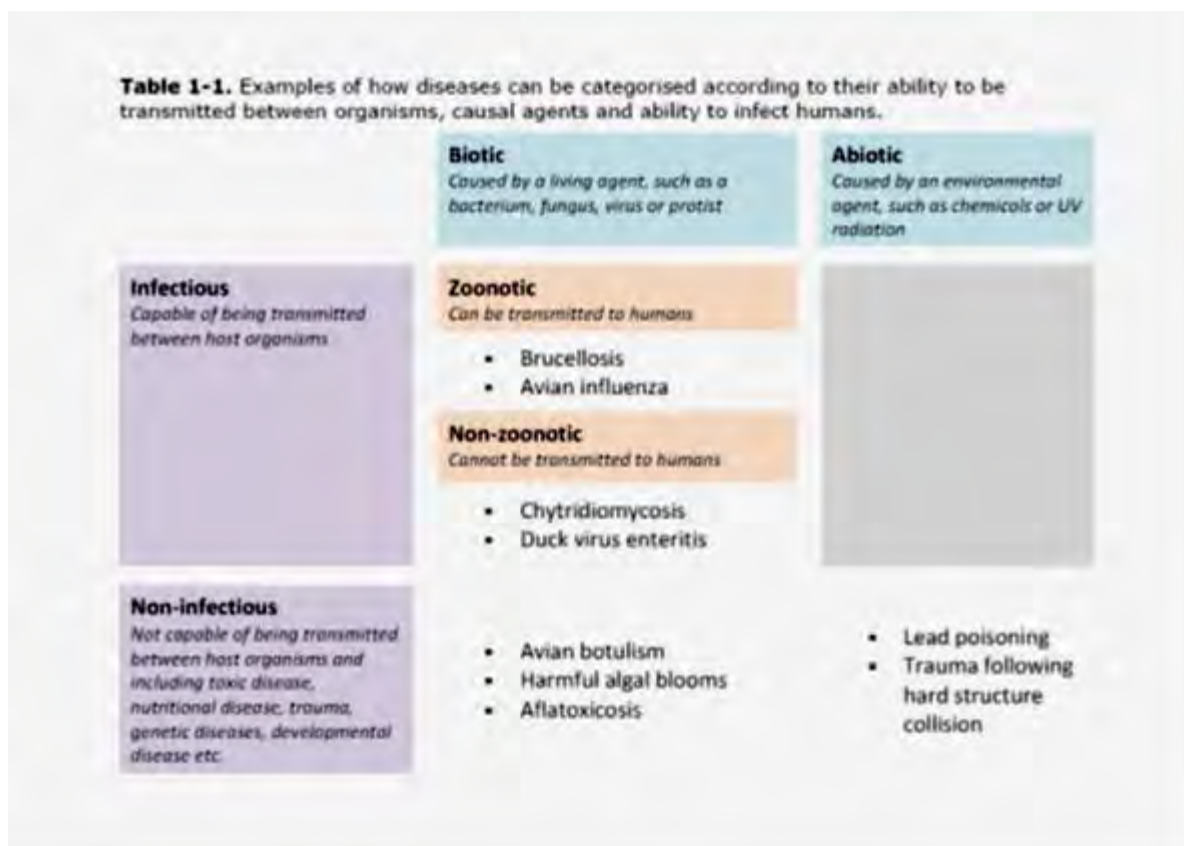 Table 1-1. Examples of how diseases can be categorised according to their ability to be
transmitted between organisms, causal agents and ability to infect humans.
Biotic
Caused by a living agent, such as a
bacterium, fungus, virus or protist
Abiotic
Caused by an environmental
agent, such as chemicals or UV
radiation
Infectious
Capable of being transmitted
between host organisms
Zoonotic
Can be transmitted to humans
• Brucellosis
• Avian influenza
Non-zoonotic
Cannot be transmitted to humans
• Chytridiomycosis
• Duck virus enteritis
Non-infectious
Not capable of being transmitted
between host organisms and
including toxic disease,
nutritional disease, trauma,
genetic diseases, developmental
disease etc.
• Avian botulism
• Harmful algal blooms
• Aflatoxicosis
• Lead poisoning
• Trauma following
hard structure
collision